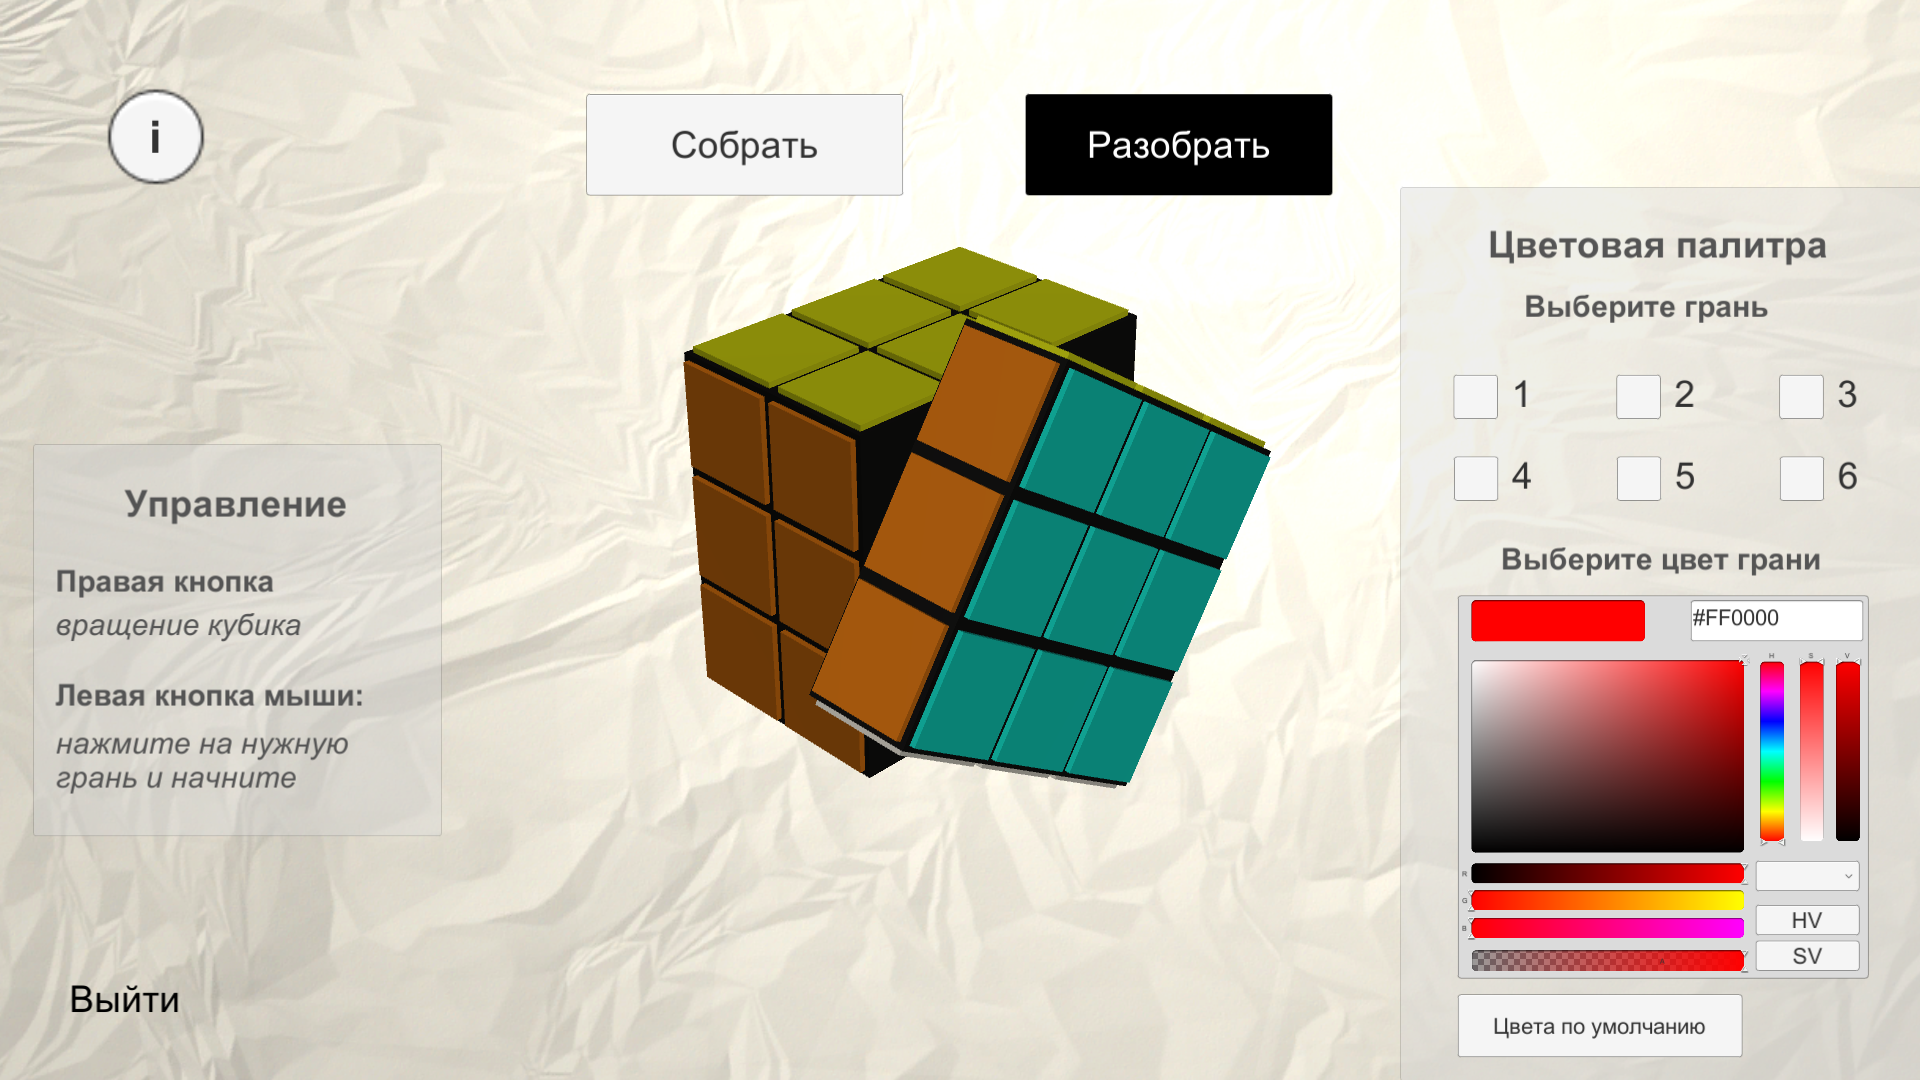 i
Собрать
Разобрать
Цветовая палитра
Выберите грань
1 2 3
4 5 6
Выберите цвет грани
#FF0000
H S V
R
G
B
HV
SV
Цвета по умолчанию
Управление
Правая кнопка
вращение кубика
Левая кнопка мыши:
нажмите на нужную
грань и начните
Выйти